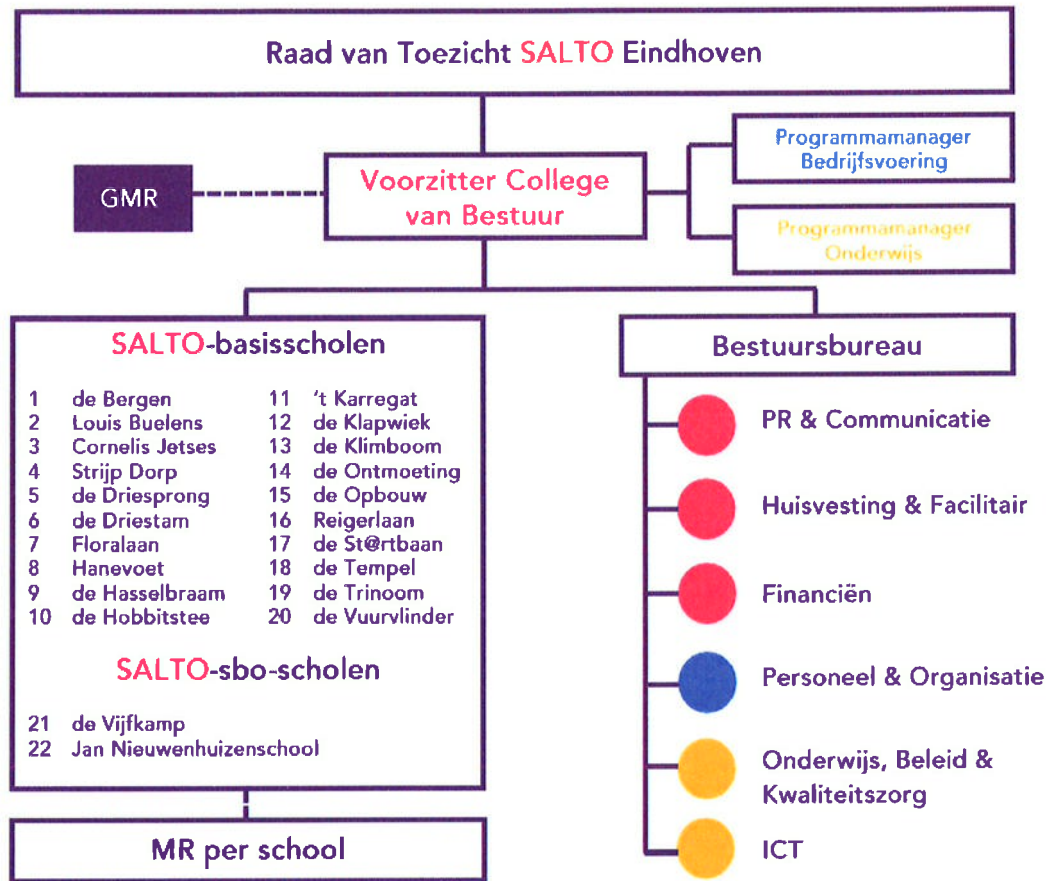 Raad van Toezicht SALTO Eindhoven
GMR
Voorzitter College
van Bestuur
Programmamanager
Bedrijfsvoering
Programmamanager
Onderwijs
SALTO-basisscholen
1 de Bergen
2 Louis Buelens
3 Cornelis Jetses
4 Strijp Dorp
5 de Driesprong
6 de Driestam
7 Floralaan
8 Hanevoet
9 de Hasselbraam
10 de Hobbitstee
11 't Karregat
12 de Klapwiek
13 de Klimboom
14 de Ontmoeting
15 de Opbouw
16 Reigerlaan
17 de St@rtbaan
18 de Tempel
19 de Trinoom
20 de Vuurvlinder
SALTO-sbo-scholen
21 de Vijfkamp
22 Jan Nieuwenhuizenschool
MR per school
Bestuursbureau
PR & Communicatie
Huisvesting & Facilitair
Financiën
Personeel & Organisatie
Onderwijs, Beleid &
Kwaliteitszorg
ICT